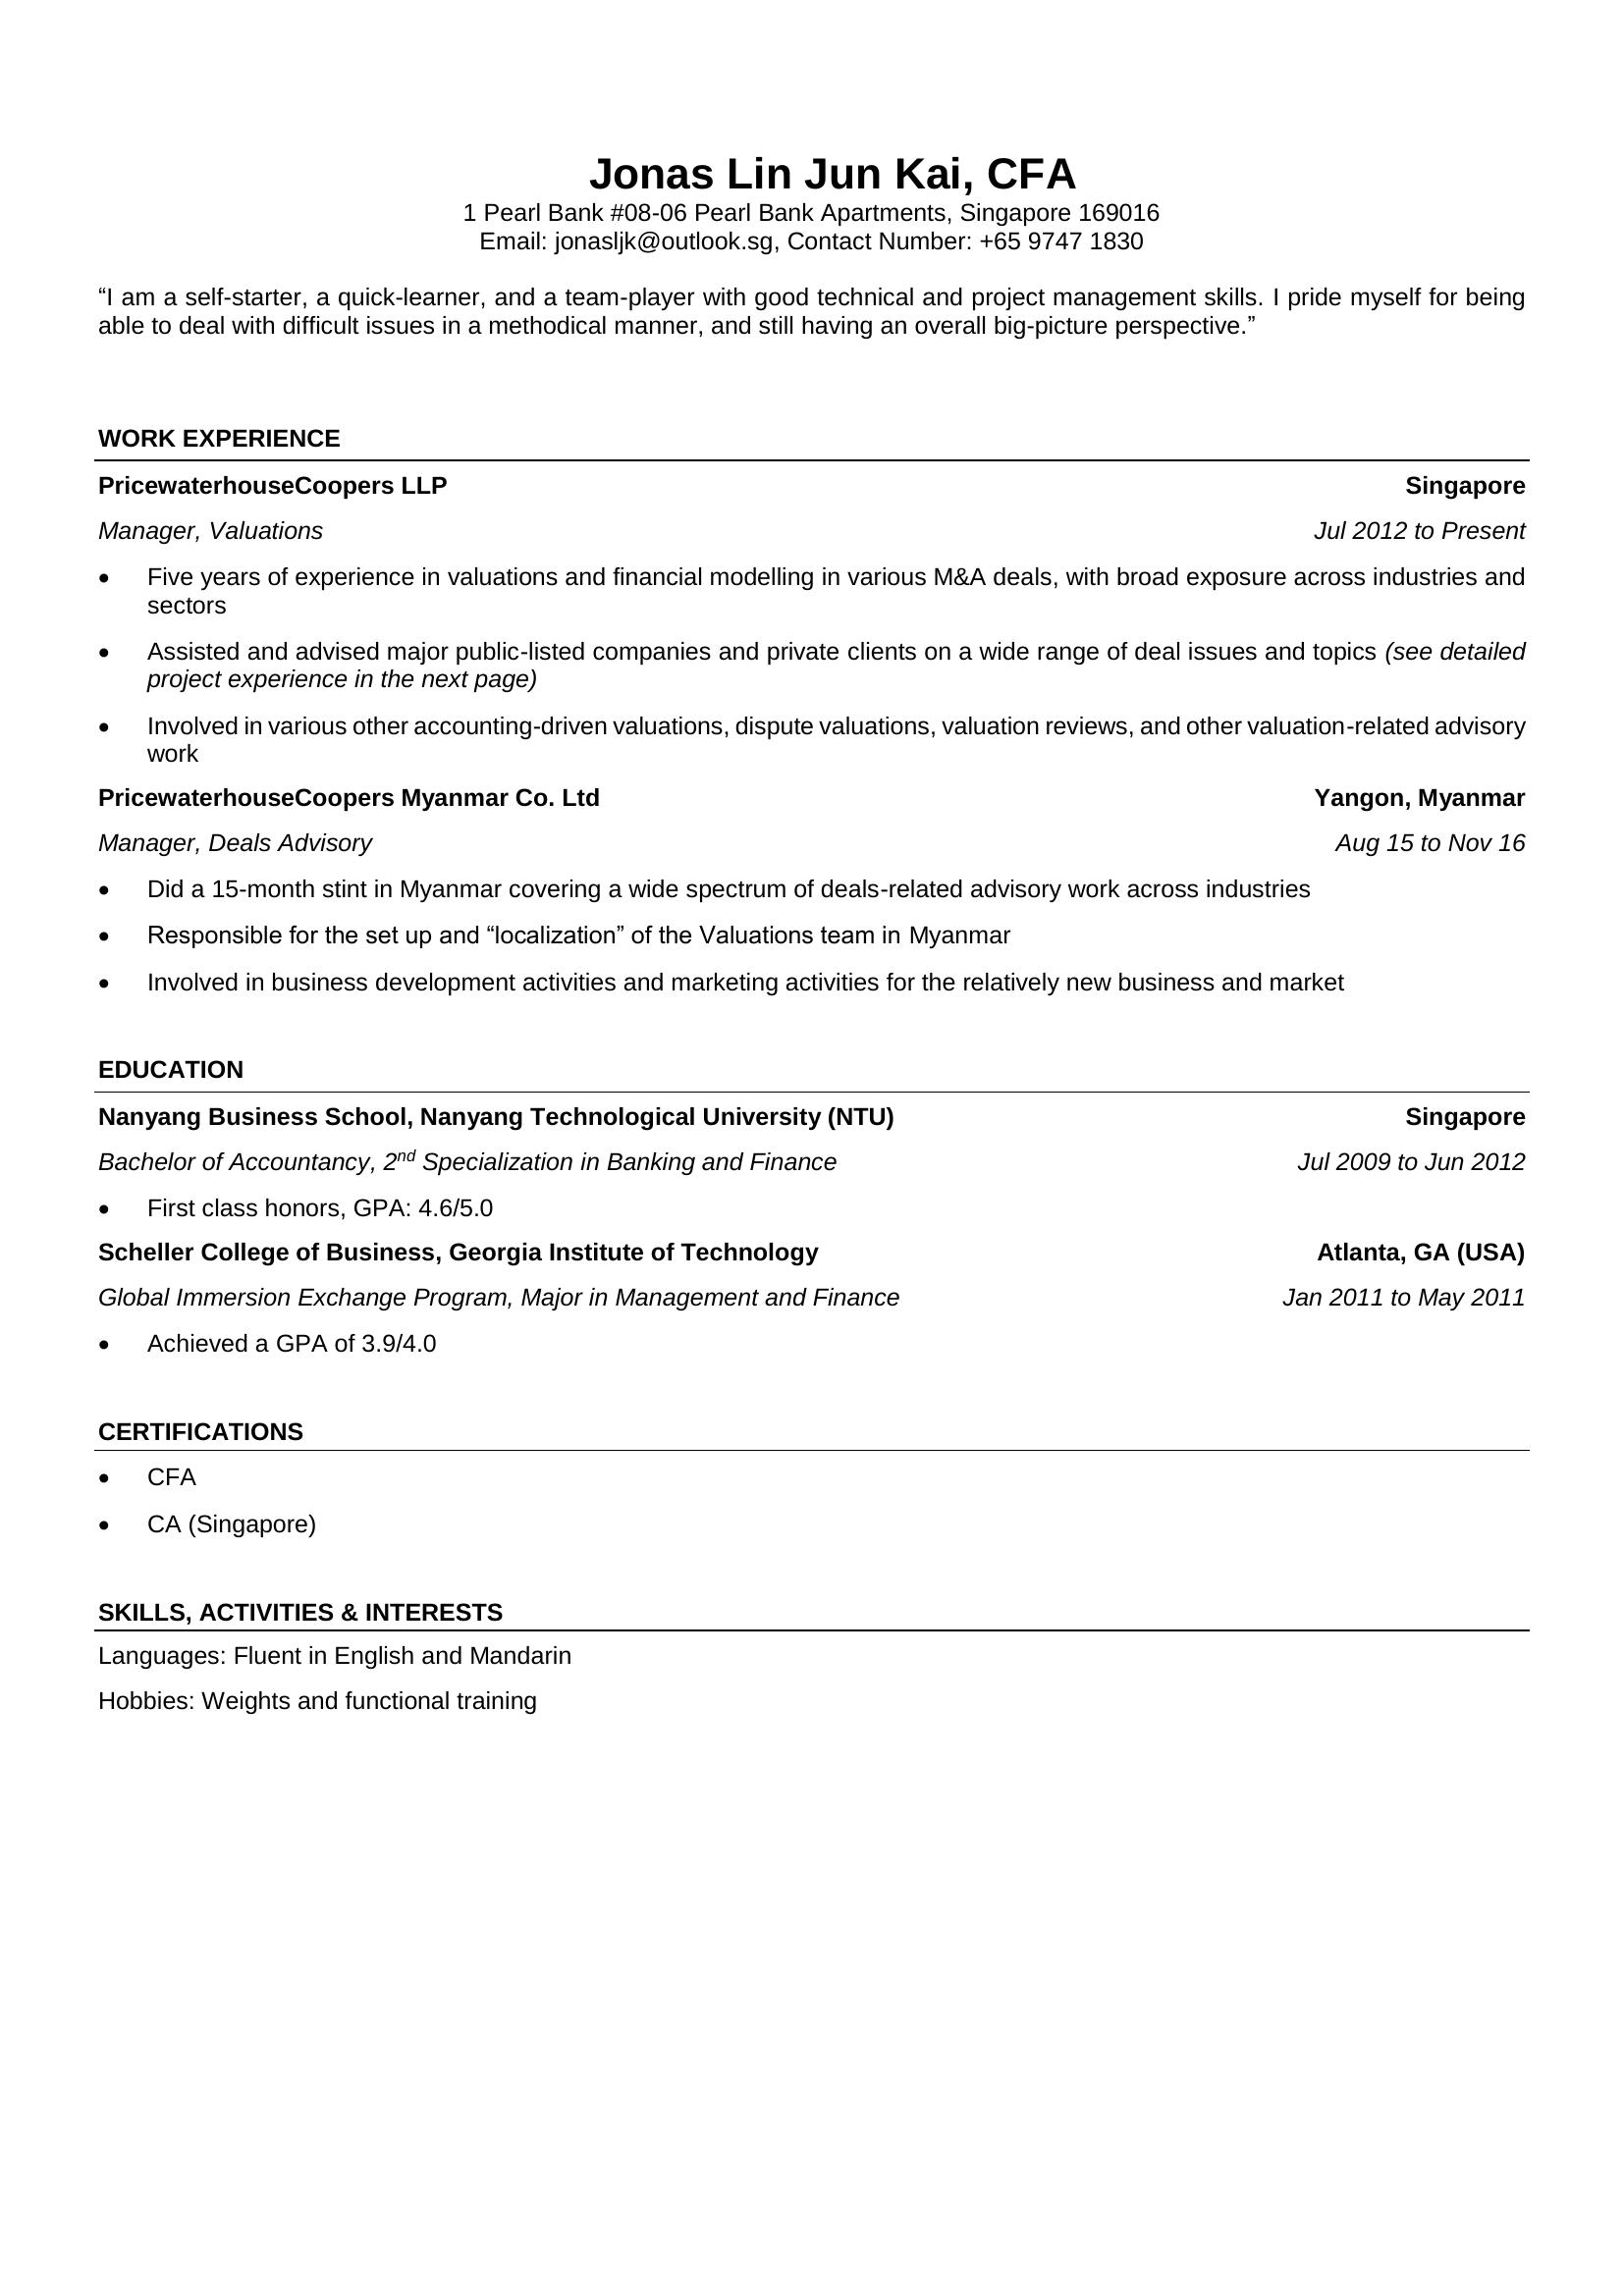 Jonas Lin Jun Kai, CFA
1 Pearl Bank #08-06 Pearl Bank Apartments, Singapore 169016
Email: jonasljk@outlook.sg, Contact Number: +65 9747 1830
“I am a self-starter, a quick-learner, and a team-player with good technical and project management skills. I pride myself for being
able to deal with difficult issues in a methodical manner, and still having an overall big-picture perspective.”
WORK EXPERIENCE
PricewaterhouseCoopers LLP Singapore
Manager, Valuations Jul 2012 to Present
• Five years of experience in valuations and financial modelling in various M&A deals, with broad exposure across industries and
sectors
• Assisted and advised major public-listed companies and private clients on a wide range of deal issues and topics (see detailed
project experience in the next page)
• Involved in various other accounting-driven valuations, dispute valuations, valuation reviews, and other valuation-related advisory
work
PricewaterhouseCoopers Myanmar Co. Ltd Yangon, Myanmar
Manager, Deals Advisory Aug 15 to Nov 16
• Did a 15-month stint in Myanmar covering a wide spectrum of deals-related advisory work across industries
• Responsible for the set up and “localization” of the Valuations team in Myanmar
• Involved in business development activities and marketing activities for the relatively new business and market
EDUCATION
Nanyang Business School, Nanyang Technological University (NTU) Singapore
Bachelor of Accountancy, 2nd Specialization in Banking and Finance Jul 2009 to Jun 2012
• First class honors, GPA: 4.6/5.0
Scheller College of Business, Georgia Institute of Technology Atlanta, GA (USA)
Global Immersion Exchange Program, Major in Management and Finance Jan 2011 to May 2011
• Achieved a GPA of 3.9/4.0
CERTIFICATIONS
• CFA
• CA (Singapore)
SKILLS, ACTIVITIES & INTERESTS
Languages: Fluent in English and Mandarin
Hobbies: Weights and functional training